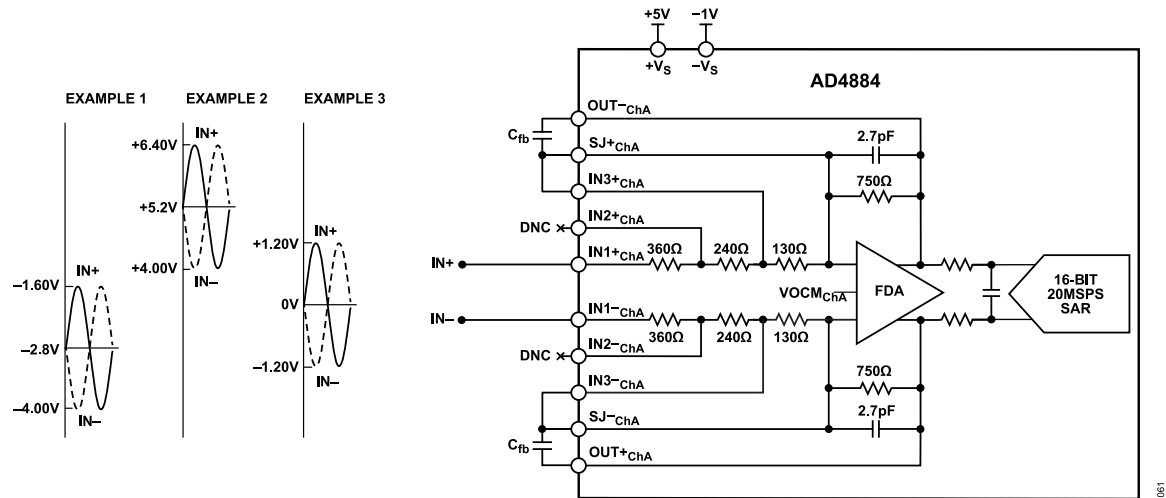 EXAMPLE 1
EXAMPLE 2
EXAMPLE 3
IN+
–1.60V
–2.8V
–4.00V
IN–
IN+
+6.40V
+5.2V
+4.00V
IN–
IN+
+1.20V
0V
–1.20V
IN–
+5V
–1V
+VS
–VS
AD4884
OUT–ChA
Cfb
SJ+ChA
2.7pF
IN3+ChA
750Ω
DNC
IN2+ChA
IN+
IN1+ChA
360Ω
240Ω
130Ω
VOCMChA
FDA
16-BIT
20MSPS
SAR
IN–
IN1–ChA
360Ω
240Ω
130Ω
DNC
IN2–ChA
IN3–ChA
750Ω
SJ–ChA
2.7pF
Cfb
OUT+ChA
061